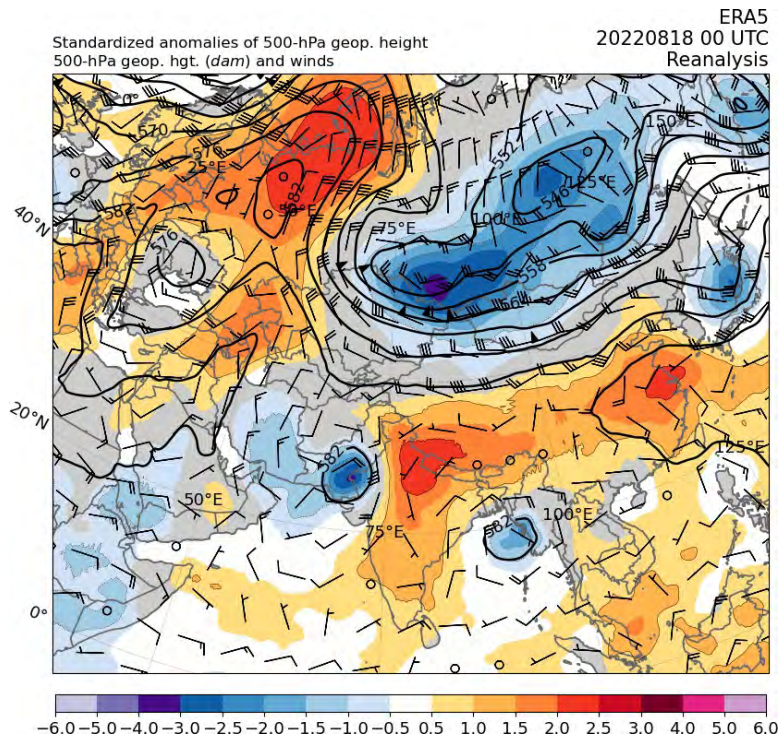 ERA5
20220818 00 UTC
Reanalysis
Standardized anomalies of 500-hPa geop. height
500-hPa geop. hgt. (dam) and winds
0°
570
150°E
552
25°E
582
125°E
582
50°E
546
40°N
75°E
100°E
576
558
564
20°N
582
125°E
50°E
100°E
75°E
582
0°
−6.0 −5.0 −4.0 −3.0 −2.5 −2.0 −1.5 −1.0 −0.5 0.5 1.0 1.5 2.0 2.5 3.0 4.0 5.0 6.0